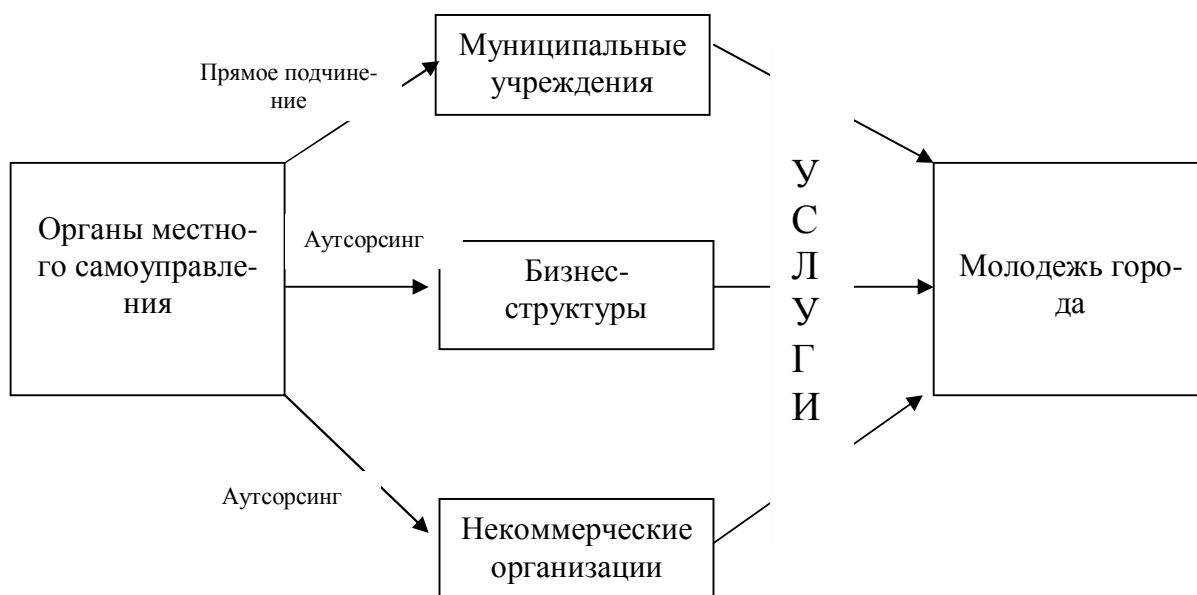 Муниципальные
учреждения
Прямое подчине-
ние
Органы местно-
го самоуправле-
ния
Аутсорсинг
Бизнес-
структуры
Аутсорсинг
Некоммерческие
организации
У
С
Л
У
Г
И
Молодежь горо-
да